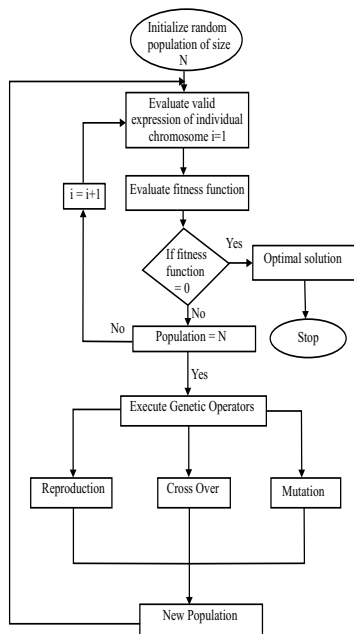 Initialize random
population of size
N
Evaluate valid
expression of individual
chromosome i=1
i = i+1
Evaluate fitness function
If fitness
function
= 0
Yes
Optimal solution
No
Stop
No
Population = N
Yes
Execute Genetic Operators
Reproduction
Cross Over
Mutation
New Population